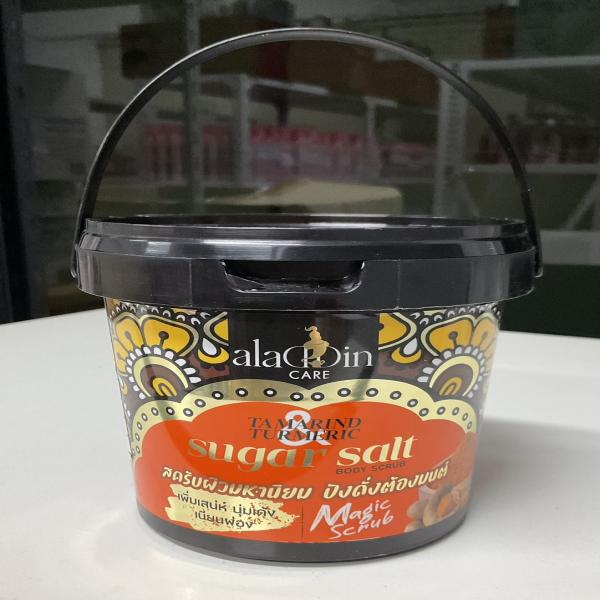 alaDDin
CARE
TAMARIND
&
TURMERIC
sugar salt
BODY SCRUB
สครับผิวมหานิยม ปังดั่งต้องมนต์
เพิ่มเสน่ห์ นุ่มเด้ง
เนียนฟ่อง
Magic
Scrub